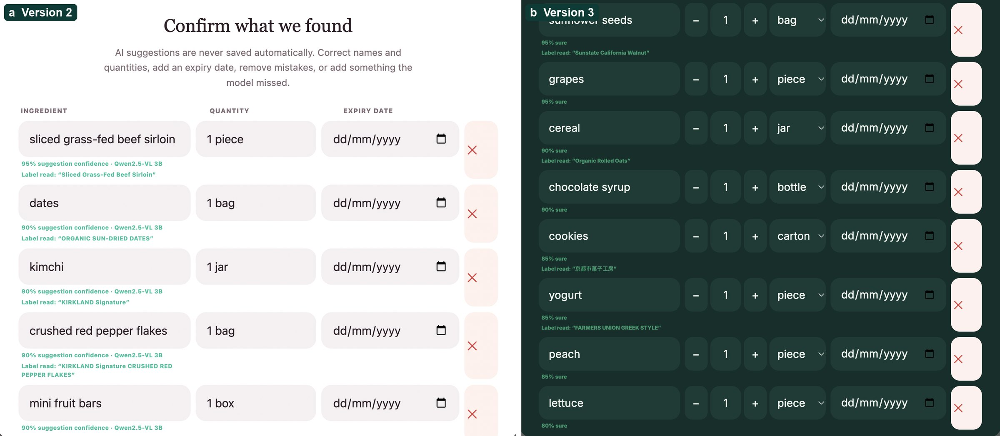 a Version 2
Confirm what we found
AI suggestions are never saved automatically. Correct names and
quantities, add an expiry date, remove mistakes, or add something the
model missed.
INGREDIENT QUANTITY EXPIRY DATE
sliced grass-fed beef sirloin 1 piece dd/mm/yyyy
95% suggestion confidence · Qwen2.5-VL 3B
Label read: “Sliced Grass-Fed Beef Sirloin”
dates 1 bag dd/mm/yyyy
90% suggestion confidence · Qwen2.5-VL 3B
Label read: “ORGANIC SUN-DRIED DATES”
kimchi 1 jar dd/mm/yyyy
90% suggestion confidence · Qwen2.5-VL 3B
Label read: “KIRKLAND Signature”
crushed red pepper flakes 1 bag dd/mm/yyyy
90% suggestion confidence · Qwen2.5-VL 3B
Label read: “KIRKLAND Signature CRUSHED RED
PEPPER FLAKES”
mini fruit bars 1 box dd/mm/yyyy
90% suggestion confidence · Qwen2.5-VL 3B
b Version 3
sunflower seeds − 1 + bag dd/mm/yyyy
95% sure
Label read: “Sunstate California Walnut”
grapes − 1 + piece dd/mm/yyyy
95% sure
cereal − 1 + jar dd/mm/yyyy
90% sure
Label read: “Organic Rolled Oats”
chocolate syrup − 1 + bottle dd/mm/yyyy
90% sure
cookies − 1 + carton dd/mm/yyyy
85% sure
Label read: “京都市菓子工房”
yogurt − 1 + piece dd/mm/yyyy
85% sure
Label read: “FARMERS UNION GREEK STYLE”
peach − 1 + piece dd/mm/yyyy
85% sure
lettuce − 1 + piece dd/mm/yyyy
80% sure